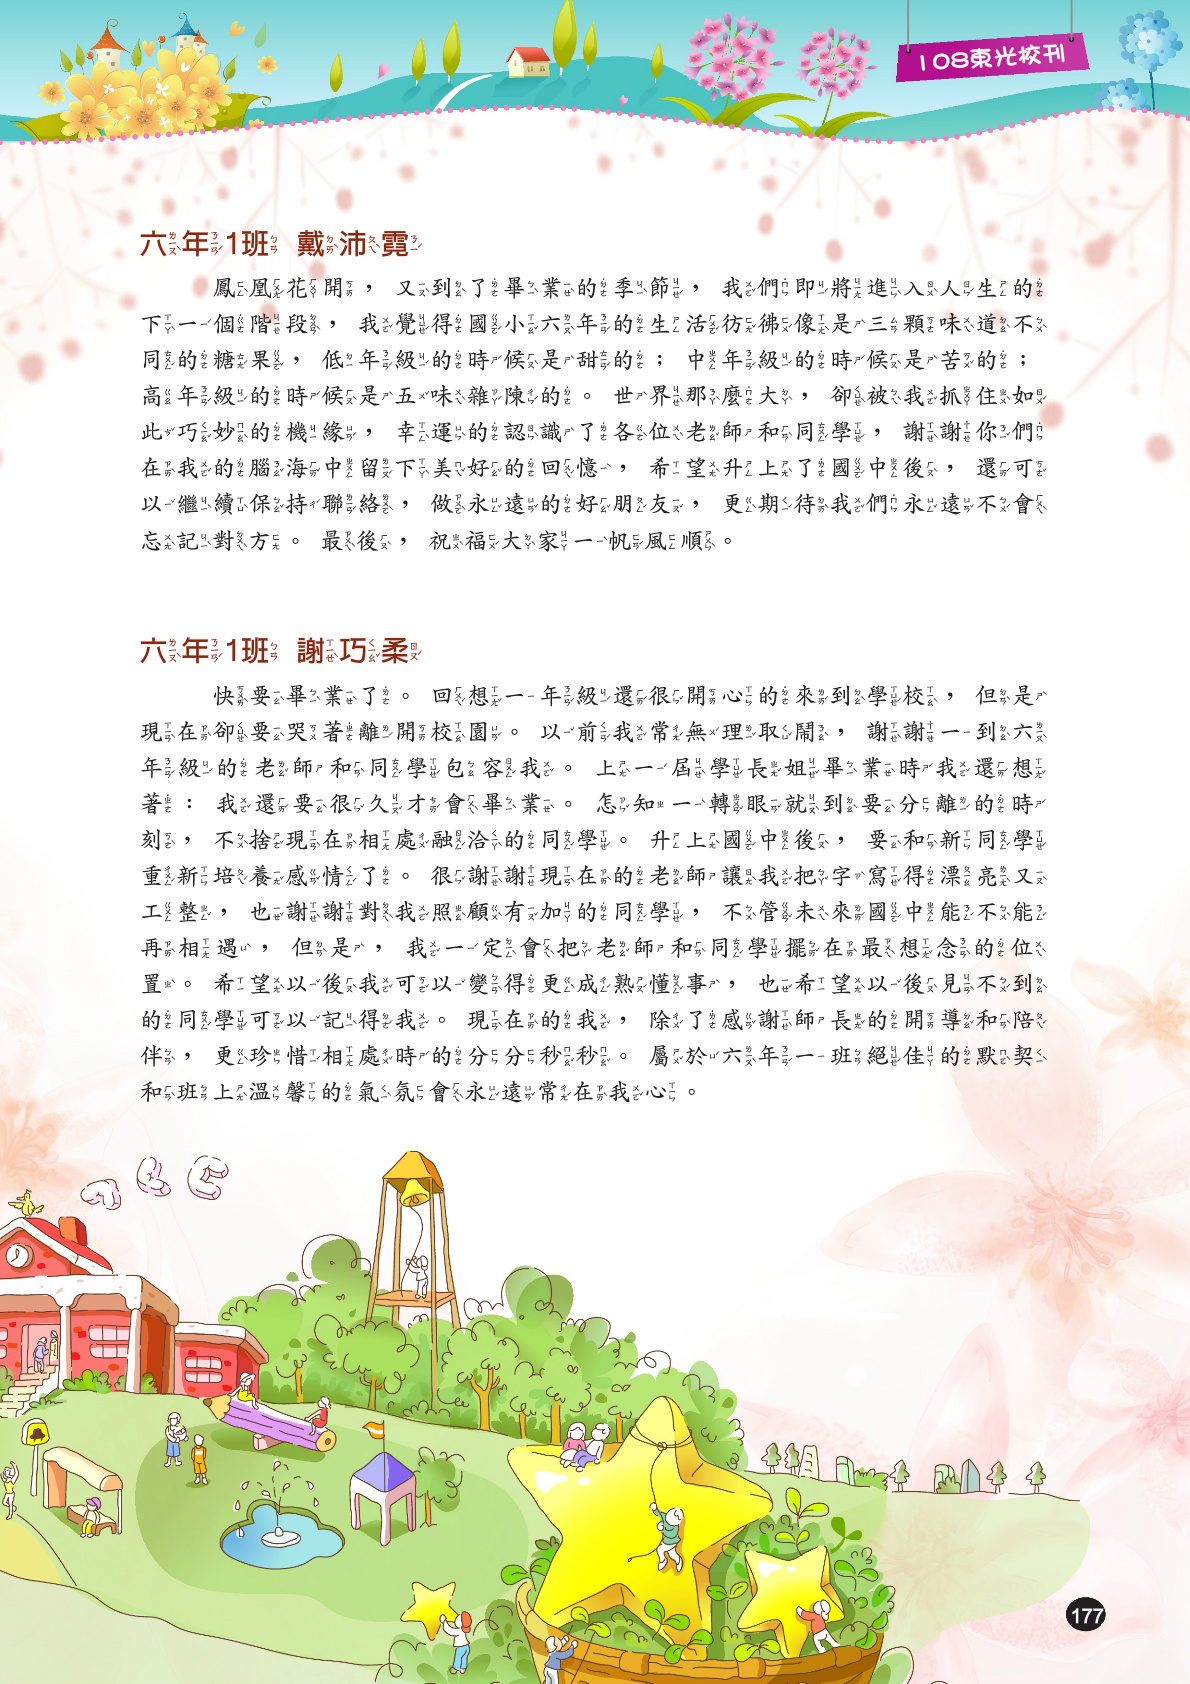 108東光校刊
六年1班 戴沛霓
鳳凰花開，又到了畢業的季節，我們即將進入人生的
下一個階段，我覺得國小六年的生活彷彿像是三顆味道不
同的糖果，低年級的時候是甜的；中年級的時候是苦的；
高年級的時候是五味雜陳的。世界那麼大，卻被我抓住如
此巧妙的機緣，幸運的認識了各位老師和同學，謝謝你們
在我的腦海中留下美好的回憶，希望升上了國中後，還可
以繼續保持聯絡，做永遠的好朋友，更期待我們永遠不會
忘記對方。最後，祝福大家一帆風順。
六年1班 謝巧柔
快要畢業了。回想一年級還很開心的來到學校，但是
現在卻要哭著離開校園。以前我常無理取鬧，謝謝一到六
年級的老師和同學包容我。上一屆學長姐畢業時我還想
著：我還要很久才會畢業。怎知一轉眼就到要分離的時
刻，不捨現在相處融洽的同學。升上國中後，要和新同學
重新培養感情了。很謝謝現在的老師讓我把字寫得漂亮又
工整，也謝謝對我照顧有加的同學，不管未來國中能不能
再相遇，但是，我一定會把老師和同學擺在最想念的位
置。希望以後我可以變得更成熟懂事，也希望以後見不到
的同學可以記得我。現在的我，除了感謝師長的開導和陪
伴，更珍惜相處時的分分秒秒。屬於六年一班絕佳的默契
和班上溫馨的氣氛會永遠常在我心。
177